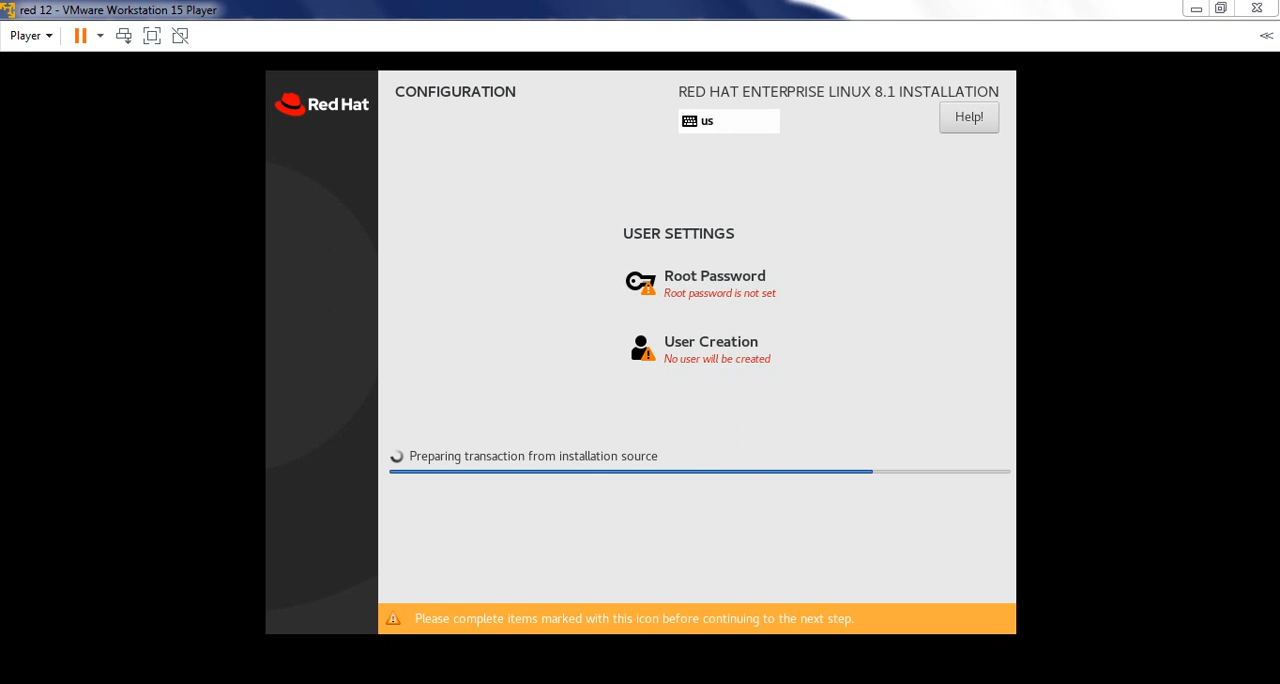 red 12 - VMware Workstation 15 Player
Player
Red Hat
CONFIGURATION
RED HAT ENTERPRISE LINUX 8.1 INSTALLATION
us
Help!
USER SETTINGS
Root Password
Root password is not set
User Creation
No user will be created
Preparing transaction from installation source
Please complete items marked with this icon before continuing to the next step.